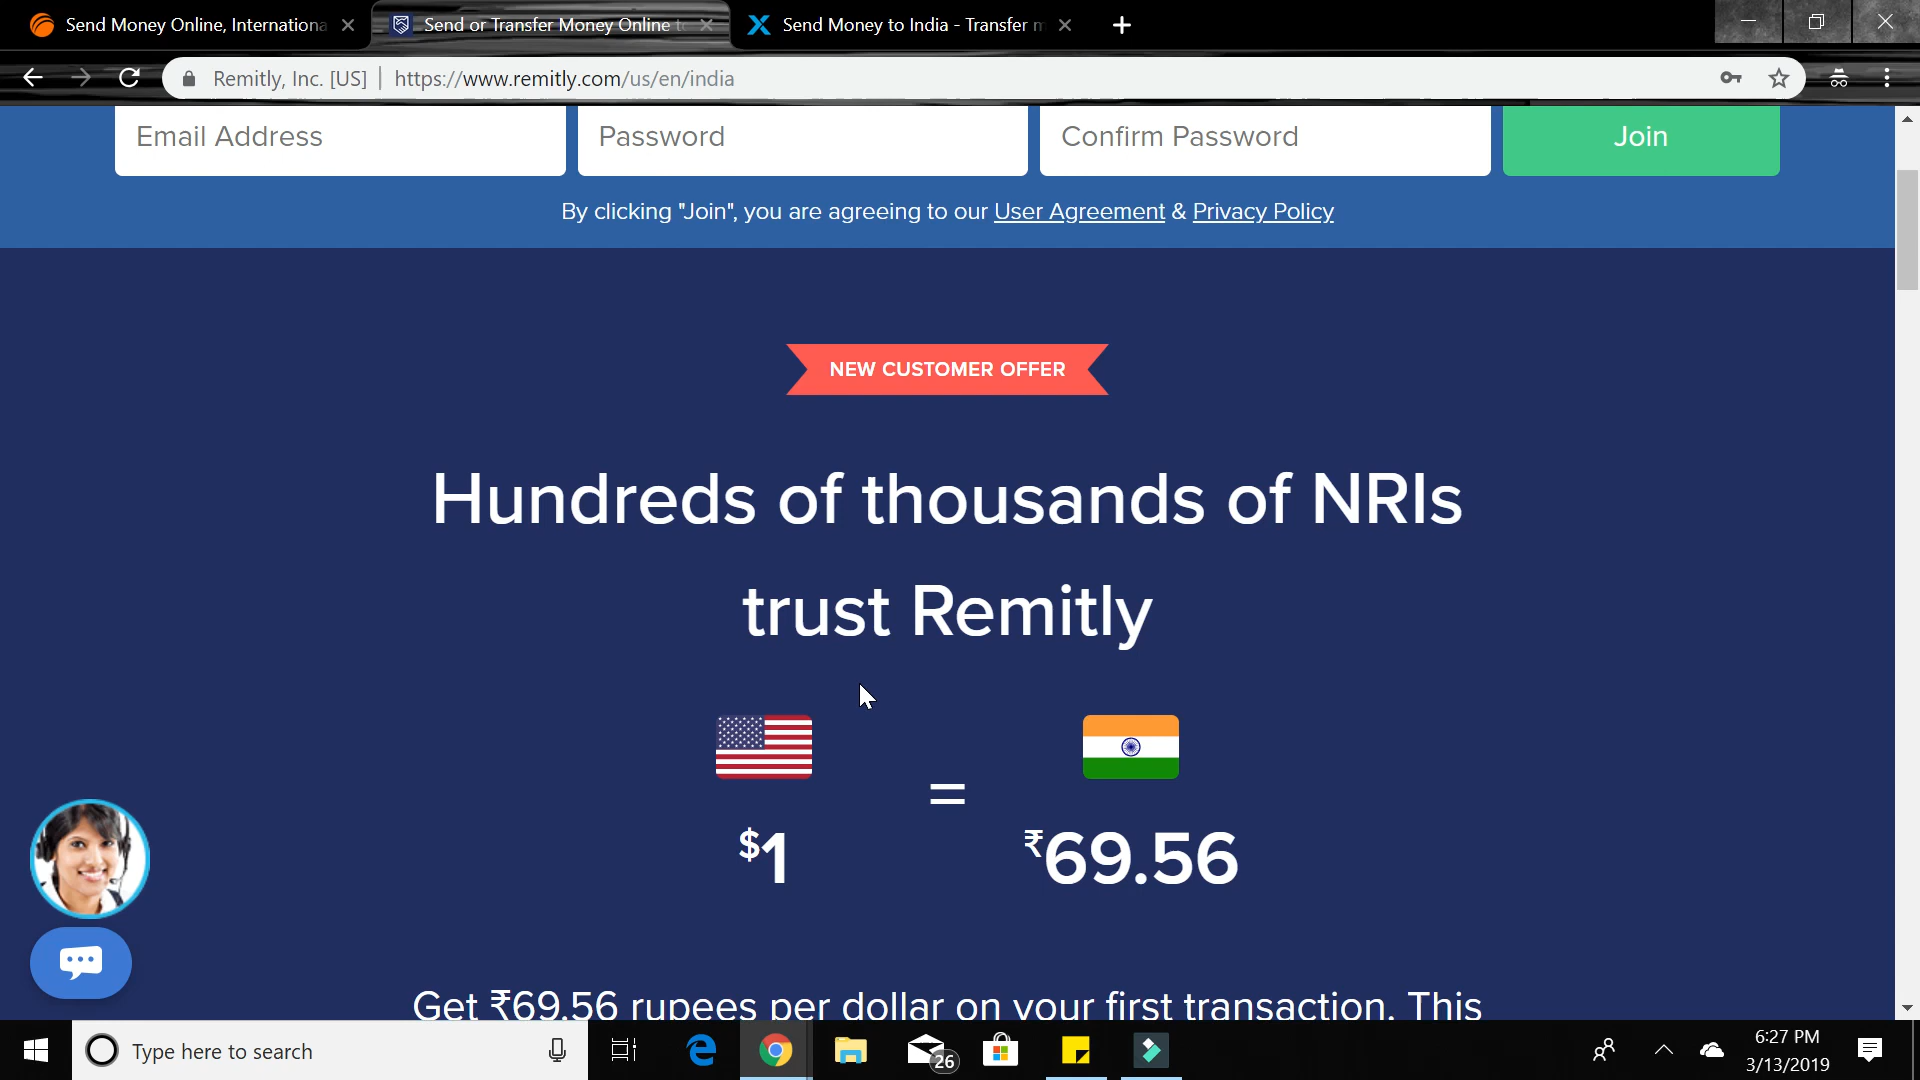 Send Money Online, Internationa
Send or Transfer Money Online t
Send Money to India - Transfer m
Remitly, Inc. [US]
https://www.remitly.com/us/en/india
Email Address
Password
Confirm Password
Join
By clicking "Join", you are agreeing to our User Agreement & Privacy Policy
NEW CUSTOMER OFFER
Hundreds of thousands of NRIs
trust Remitly
=
$1
₹69.56
Get ₹69.56 rupees per dollar on your first transaction. This
Type here to search
26
6:27 PM
3/13/2019